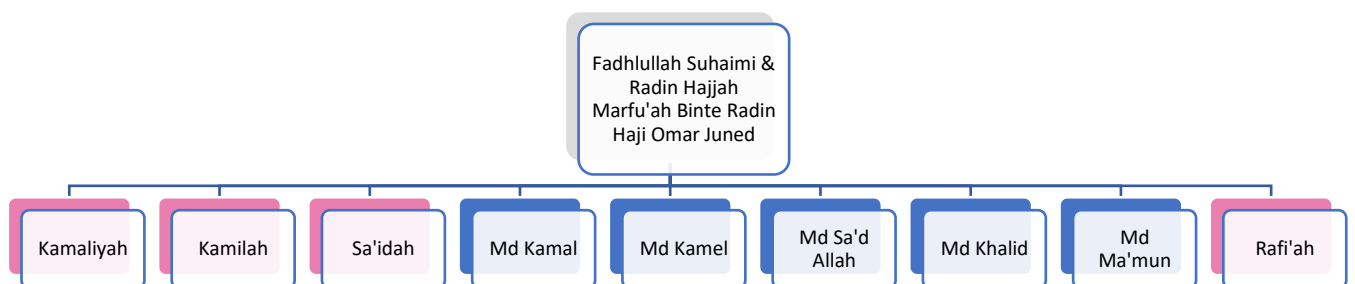 Fadhlullah Suhaimi &
Radin Hajjah
Marfu'ah Binte Radin
Haji Omar Juned
Kamaliyah
Kamilah
Sa'idah
Md Kamal
Md Kamel
Md Sa'd
Allah
Md Khalid
Md
Ma'mun
Rafi'ah